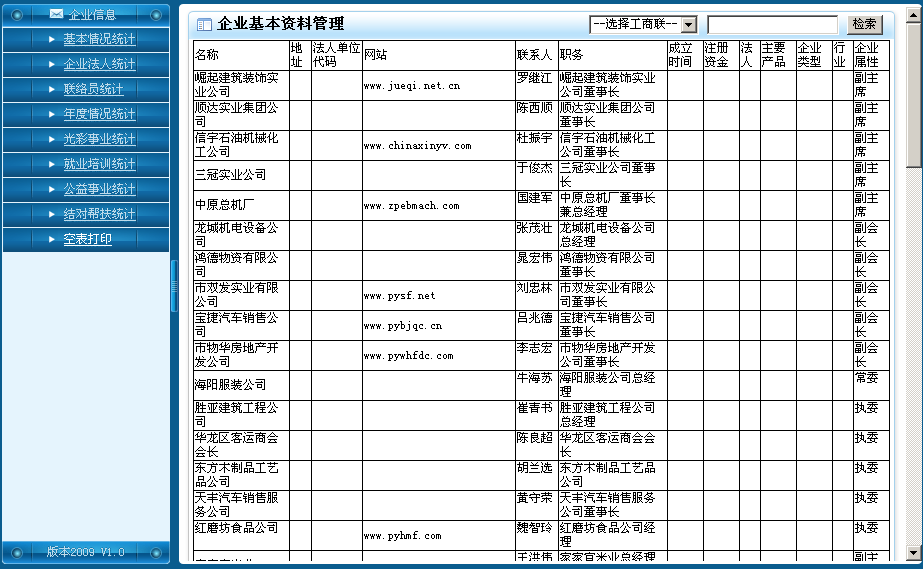 企业信息
基本情况统计
企业法人统计
联络员统计
年度情况统计
光彩事业统计
就业培训统计
公益事业统计
结对帮扶统计
空表打印
版本2009 V1.0
企业基本资料管理
--选择工商联-- 检索
名称 地址 法人单位代码 网站 联系人 职务 成立时间 注册资金 法人 主要产品 企业类型 行业 企业属性
崛起建筑装饰实业公司 www.jueqi.net.cn 罗继江 崛起建筑装饰实业公司董事长 副主席
顺达实业集团公司 陈西顺 顺达实业集团公司董事长 副主席
信宇石油机械化工公司 www.chinaxinyv.com 杜振宇 信宇石油机械化工公司董事长 副主席
三冠实业公司 于俊杰 三冠实业公司董事长 副主席
中原总机厂 www.zpebmach.com 国建军 中原总机厂董事长兼总经理 副主席
龙城机电设备公司 张茂壮 龙城机电设备公司总经理 副会长
鸿德物资有限公司 晁宏伟 鸿德物资有限公司董事长 副会长
市双发实业有限公司 www.pysf.net 刘忠林 市双发实业有限公司董事长 副会长
宝捷汽车销售公司 www.pybjqc.cn 吕兆德 宝捷汽车销售公司董事长 副会长
市物华房地产开发公司 www.pywhfdc.com 李志宏 市物华房地产开发公司董事长 副会长
海阳服装公司 牛海苏 海阳服装公司总经理 常委
胜亚建筑工程公司 崔青书 胜亚建筑工程公司总经理 执委
华龙区客运商会会长 陈良超 华龙区客运商会会长 执委
东方木制品工艺品公司 胡兰选 东方木制品工艺品公司 执委
天丰汽车销售服务公司 黄守荣 天丰汽车销售服务公司董事长 执委
红磨坊食品公司 www.pyhmf.com 魏智玲 红磨坊食品公司经理 执委
王洪伟 家家宜米业总经理 副主